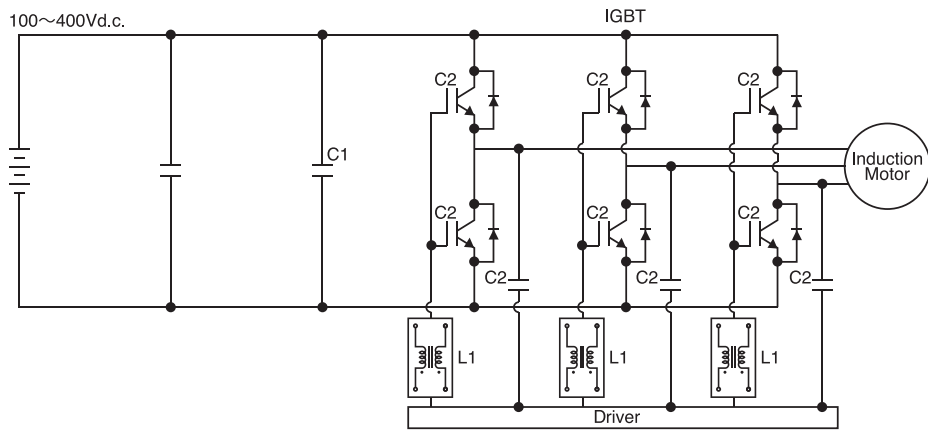 100～400Vd.c.
IGBT
C2
C2
C2
C1
Induction
Motor
C2
C2
C2
C2
C2
C2
L1
L1
L1
Driver